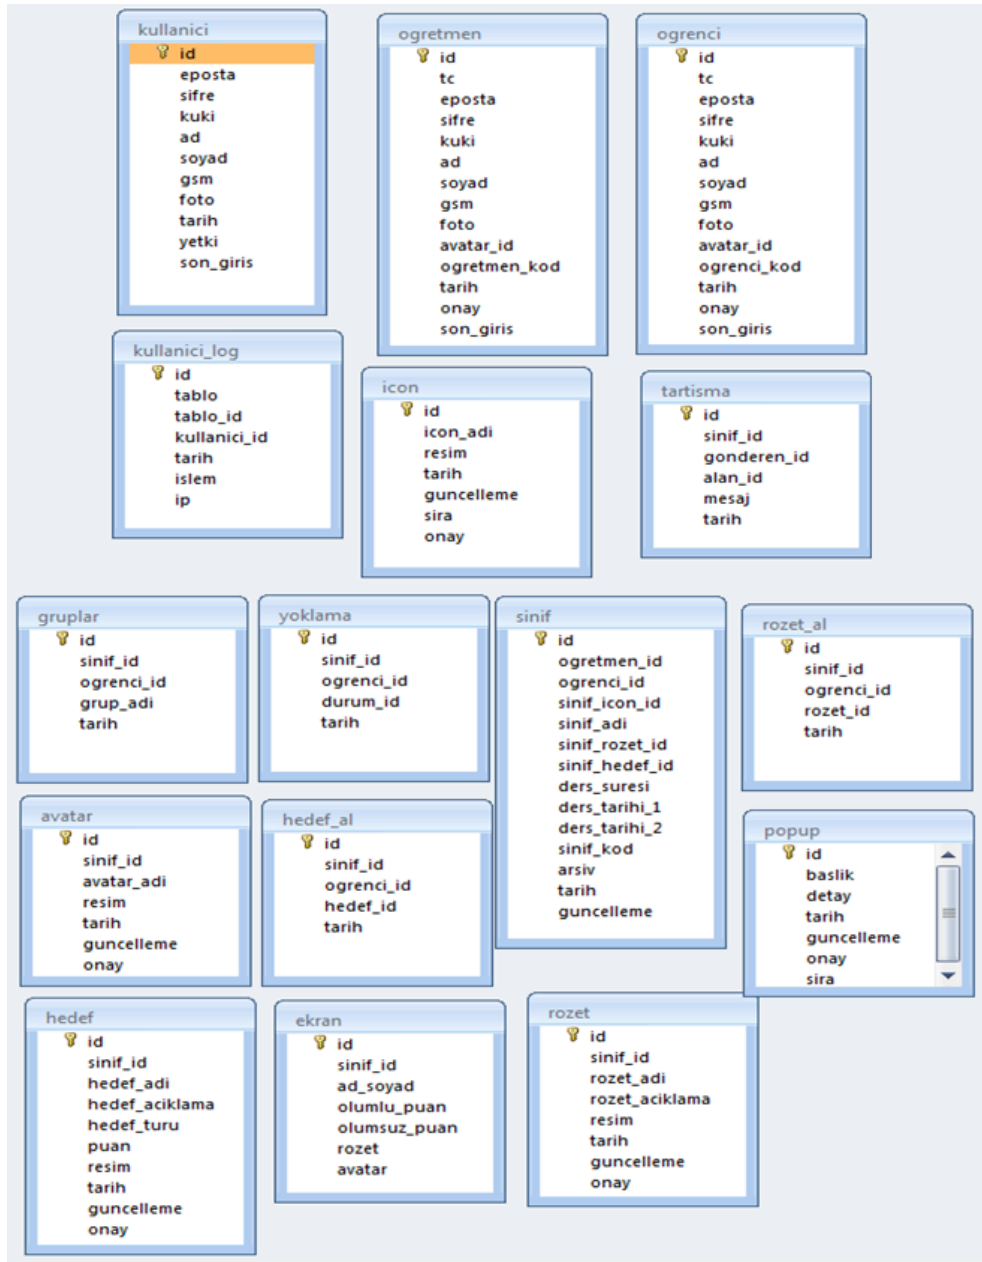 kullanici
id
eposta
sifre
kuki
ad
soyad
gsm
foto
tarih
yetki
son_giris
ogretmen
id
tc
eposta
sifre
kuki
ad
soyad
gsm
foto
avatar_id
ogretmen_kod
tarih
onay
son_giris
ogrenci
id
tc
eposta
sifre
kuki
ad
soyad
gsm
foto
avatar_id
ogrenci_kod
tarih
onay
son_giris
kullanici_log
id
tablo
tablo_id
kullanici_id
tarih
islem
ip
icon
id
icon_adi
resim
tarih
guncelleme
sira
onay
tartisma
id
sinif_id
gonderen_id
alan_id
mesaj
tarih
gruplar
id
sinif_id
ogrenci_id
grup_adi
tarih
yoklama
id
sinif_id
ogrenci_id
durum_id
tarih
sinif
id
ogretmen_id
ogrenci_id
sinif_icon_id
sinif_adi
sinif_rozet_id
sinif_hedef_id
ders_suresi
ders_tarihi_1
ders_tarihi_2
sinif_kod
arsiv
tarih
guncelleme
rozet_al
id
sinif_id
ogrenci_id
rozet_id
tarih
avatar
id
sinif_id
avatar_adi
resim
tarih
guncelleme
onay
hedef_al
id
sinif_id
ogrenci_id
hedef_id
tarih
popup
id
baslik
detay
tarih
guncelleme
onay
sira
hedef
id
sinif_id
hedef_adi
hedef_aciklama
hedef_turu
puan
resim
tarih
guncelleme
onay
ekran
id
sinif_id
ad_soyad
olumlu_puan
olumsuz_puan
rozet
avatar
rozet
id
sinif_id
rozet_adi
rozet_aciklama
resim
tarih
guncelleme
onay